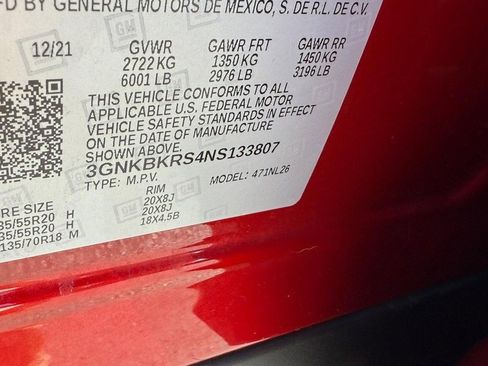 FD BY GENERAL MOTORS DE MEXICO, S. DE R.L. DE C.V.
12/21 GVWR GAWR FRT GAWR RR
2722 KG 1350 KG 1450 KG
6001 LB 2976 LB 3196 LB
THIS VEHICLE CONFORMS TO ALL
APPLICABLE U.S. FEDERAL MOTOR
VEHICLE SAFETY STANDARDS IN EFFECT
ON THE DATE OF MANUFACTURE SHOWN ABOVE.
3GNKBKRS4NS133807
TYPE: M.P.V. MODEL: 471NL26
RE SIZE RIM
35/55R20 H 20X8J
35/55R20 H 20X8J
135/70R18 M 18X4.5B
GM